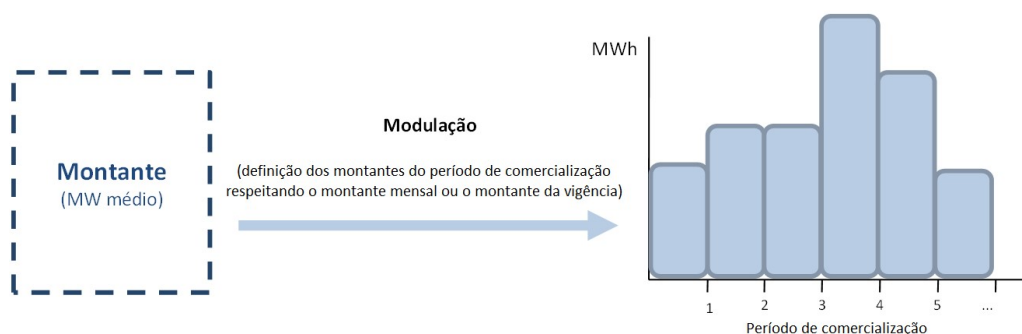 Montante
(MW médio)
Modulação
(definição dos montantes do período de comercialização
respeitando o montante mensal ou o montante da vigência)
MWh
1 2 3 4 5 ...
Período de comercialização